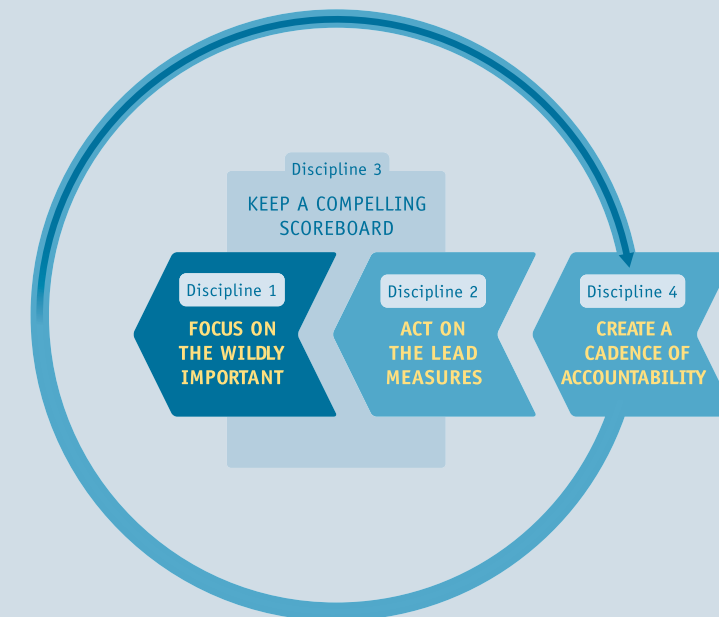 Discipline 3
KEEP A COMPELLING
SCOREBOARD
Discipline 1
FOCUS ON
THE WILDLY
IMPORTANT
Discipline 2
ACT ON
THE LEAD
MEASURES
Discipline 4
CREATE A
CADENCE OF
ACCOUNTABILITY